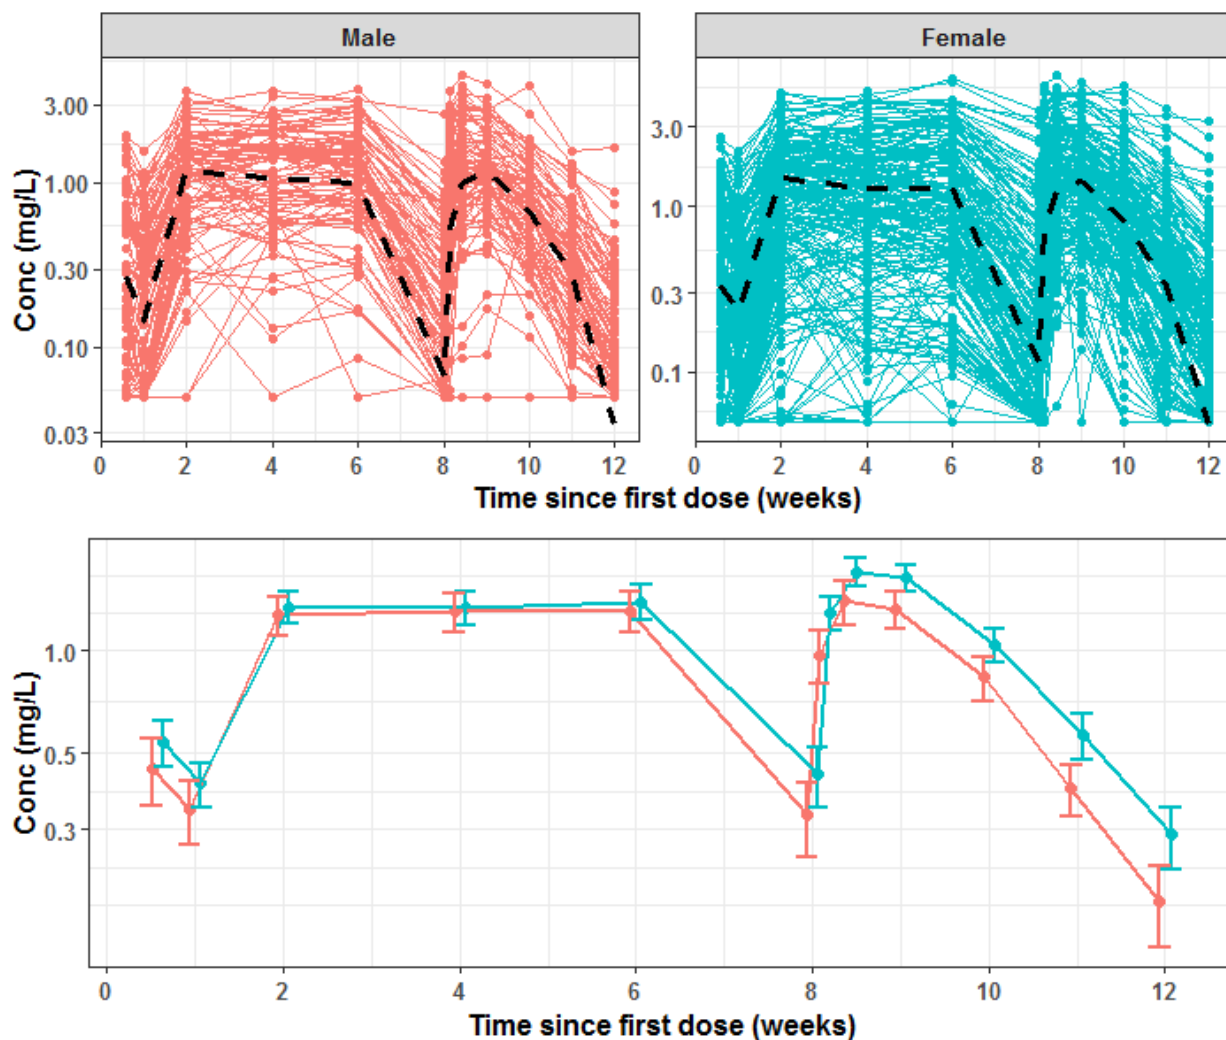 Male
Female
Conc (mg/L)
3.00
1.00
0.30
0.10
0.03
3.0
1.0
0.3
0.1
0 2 4 6 8 10 12
0 2 4 6 8 10 12
Time since first dose (weeks)
Conc (mg/L)
1.0
0.5
0.3
0 2 4 6 8 10 12
Time since first dose (weeks)